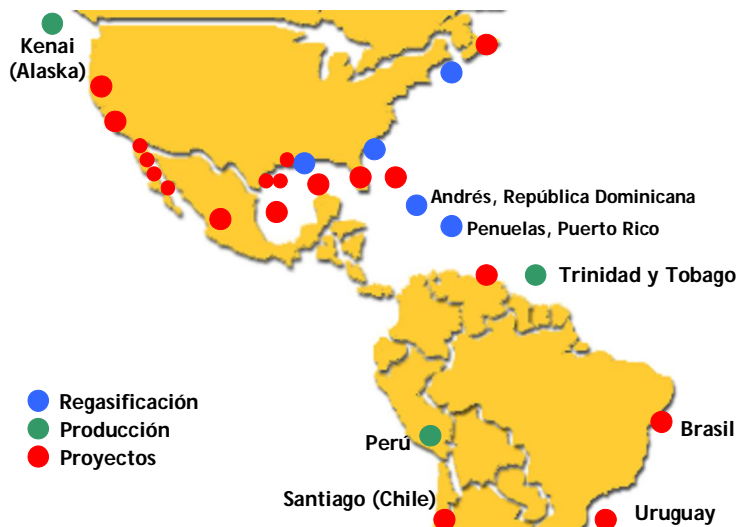 Kenai
(Alaska)
Andrés, República Dominicana
Penuelas, Puerto Rico
Trinidad y Tobago
Regasificación
Producción
Proyectos
Perú
Brasil
Santiago (Chile)
Uruguay